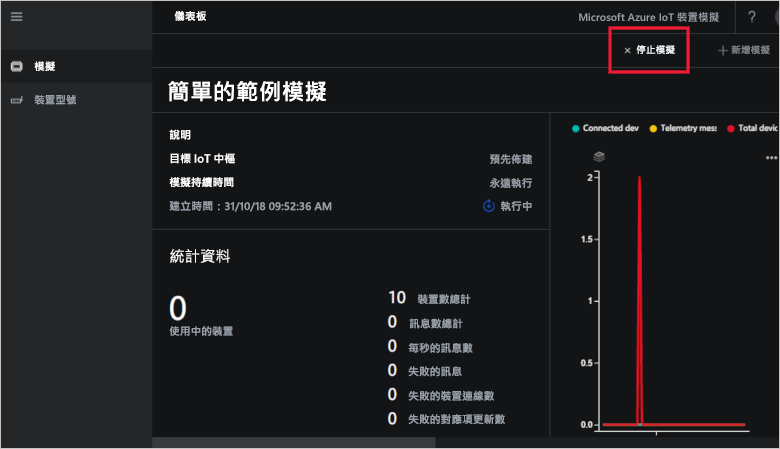 儀表板
Microsoft Azure IoT 裝置模擬
?
× 停止模擬
+ 新增模擬
模擬
裝置型號
簡單的範例模擬
說明
目標 IoT 中樞
預先佈建
模擬持續時間
永遠執行
建立時間：31/10/18 09:52:36 AM
執行中
統計資料
0
使用中的裝置
10 裝置數總計
0 訊息數總計
0 每秒的訊息數
0 失敗的訊息
0 失敗的裝置連線數
0 失敗的對應項更新數
Connected dev
Telemetry mess
Total devic
2
1.5
1
0.5
0.0